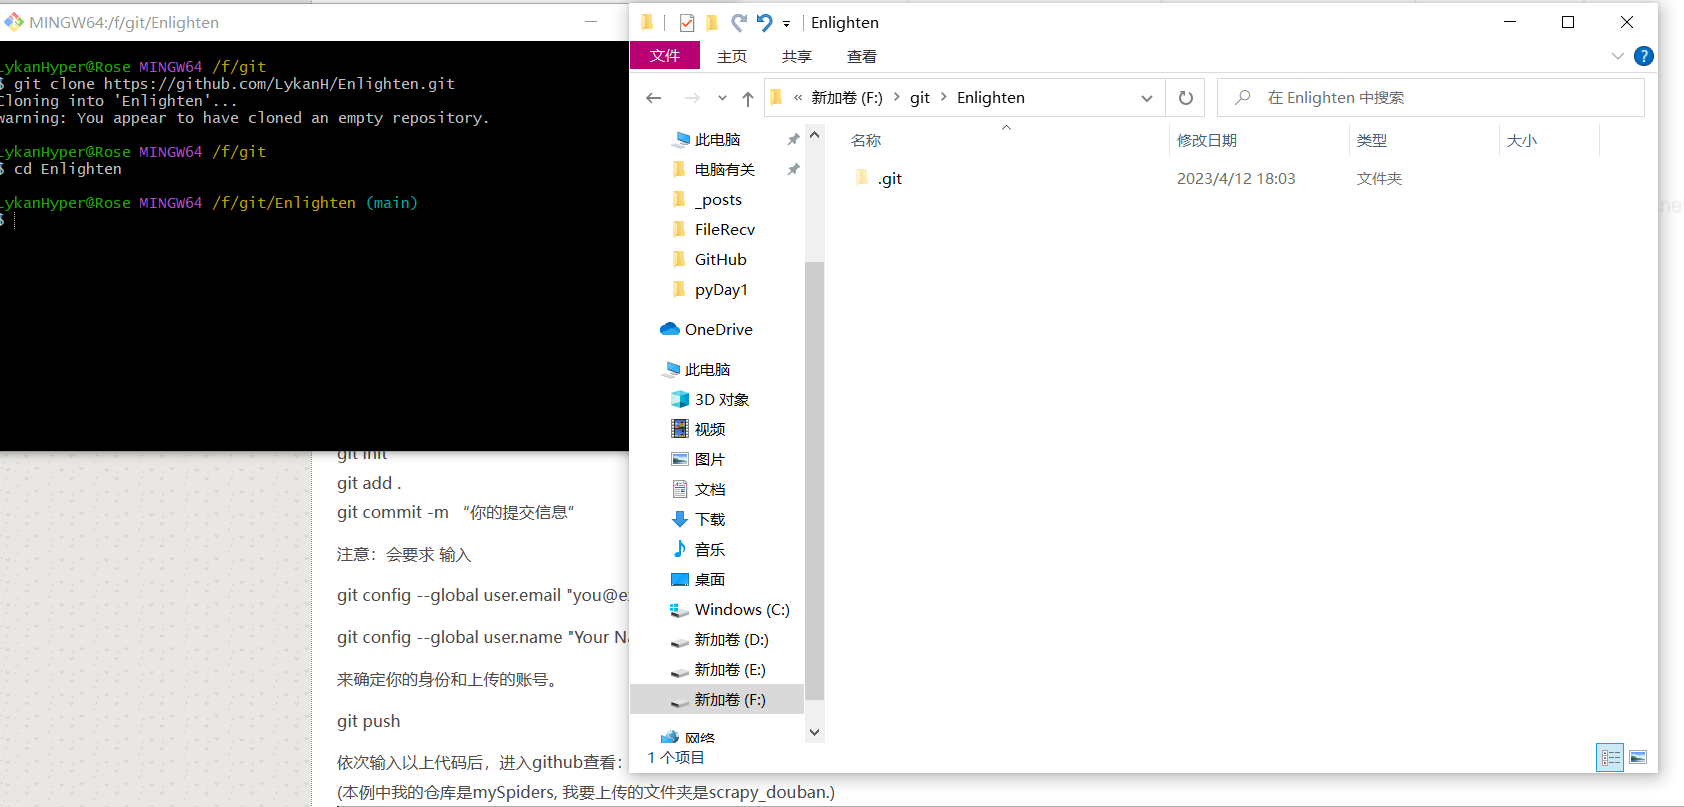 MINGW64:/f/git/Enlighten
LykanHyper@Rose MINGW64 /f/git
$ git clone https://github.com/LykanH/Enlighten.git
Cloning into 'Enlighten'...
warning: You appear to have cloned an empty repository.
LykanHyper@Rose MINGW64 /f/git
$ cd Enlighten
LykanHyper@Rose MINGW64 /f/git/Enlighten (main)
$
git init
git add .
git commit -m “你的提交信息“
注意：会要求 输入
git config --global user.email "you@e
git config --global user.name "Your Na
来确定你的身份和上传的账号。
git push
依次输入以上代码后，进入github查看：
(本例中我的仓库是mySpiders, 我要上传的文件夹是scrapy_douban.)
Enlighten
文件 主页 共享 查看
« 新加卷 (F:) › git › Enlighten
在 Enlighten 中搜索
此电脑
电脑有关
_posts
FileRecv
GitHub
pyDay1
OneDrive
此电脑
3D 对象
视频
图片
文档
下载
音乐
桌面
Windows (C:)
新加卷 (D:)
新加卷 (E:)
新加卷 (F:)
网络
名称 修改日期 类型 大小
.git 2023/4/12 18:03 文件夹
1 个项目